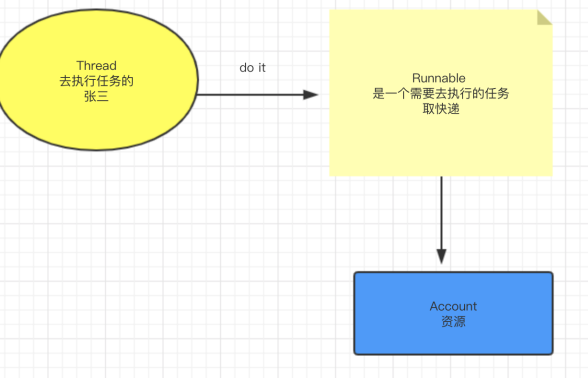 Thread
去执行任务的
张三
do it
Runnable
是一个需要去执行的任务
取快递
Account
资源